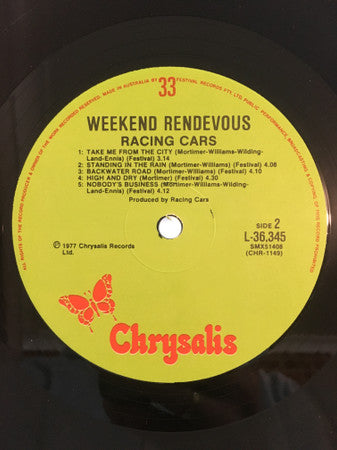 MADE IN AUSTRALIA BY FESTIVAL RECORDS PTY. LTD. PUBLIC PERFORMANCE, BROADCASTING & COPYING OF THIS RECORD PROHIBITED
ALL RIGHTS OF THE RECORD PRODUCER & OWNER OF THE WORK RECORDED RESERVED.
33
WEEKEND RENDEVOUS
RACING CARS
1: TAKE ME FROM THE CITY (Mortimer-Williams-Wilding-
Land-Ennis) (Festival) 3.14
2: STANDING IN THE RAIN (Mortimer-Williams) (Festival) 4.06
3: BACKWATER ROAD (Mortimer-Williams) (Festival) 4.10
4: HIGH AND DRY (Mortimer) (Festival) 4.30
5: NOBODY'S BUSINESS (Mortimer-Williams-Wilding-
Land-Ennis) (Festival) 4.12
Produced by Racing Cars
℗ 1977 Chrysalis Records
Ltd.
SIDE 2
L-36,345
SMX51408
(CHR-1149)
Chrysalis